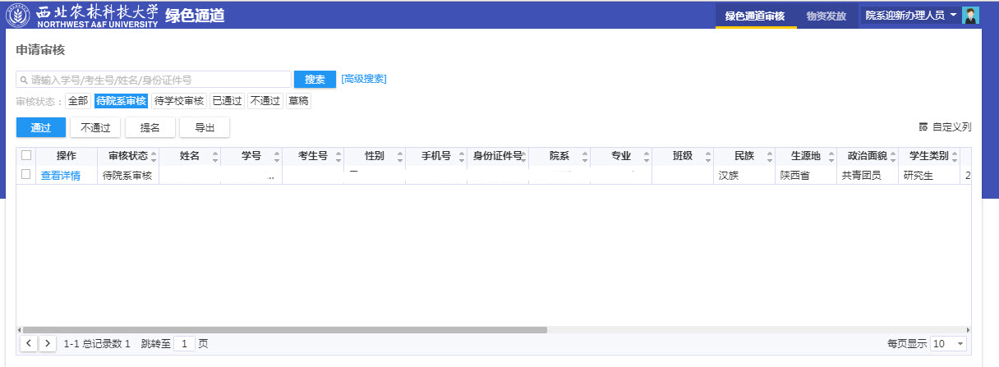 西北农林科技大学 绿色通道 绿色通道审核 物资发放 院系迎新办理人员
NORTHWEST A&F UNIVERSITY
申请审核
请输入学号/考生号/姓名/身份证件号 搜索 [高级搜索]
审核状态： 全部 待院系审核 待学校审核 已通过 不通过 草稿
通过 不通过 提名 导出 自定义列
操作 审核状态 姓名 学号 考生号 性别 手机号 身份证件号 院系 专业 班级 民族 生源地 政治面貌 学生类别
查看详情 待院系审核 ... 汉族 陕西省 共青团员 研究生 2
1-1 总记录数 1 跳转至 1 页 每页显示 10